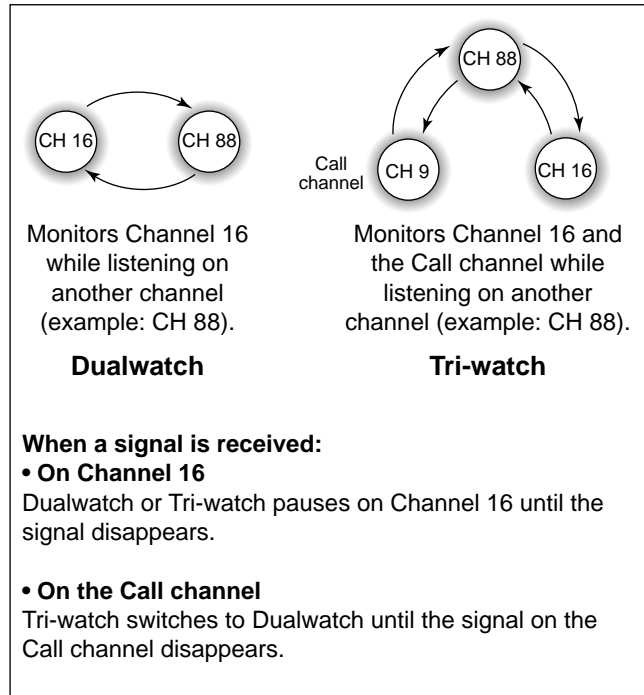 CH 16
CH 88
Monitors Channel 16
while listening on
another channel
(example: CH 88).
Dualwatch
CH 88
Call
channel
CH 9
CH 16
Monitors Channel 16 and
the Call channel while
listening on another
channel (example: CH 88).
Tri-watch
When a signal is received:
• On Channel 16
Dualwatch or Tri-watch pauses on Channel 16 until the
signal disappears.
• On the Call channel
Tri-watch switches to Dualwatch until the signal on the
Call channel disappears.